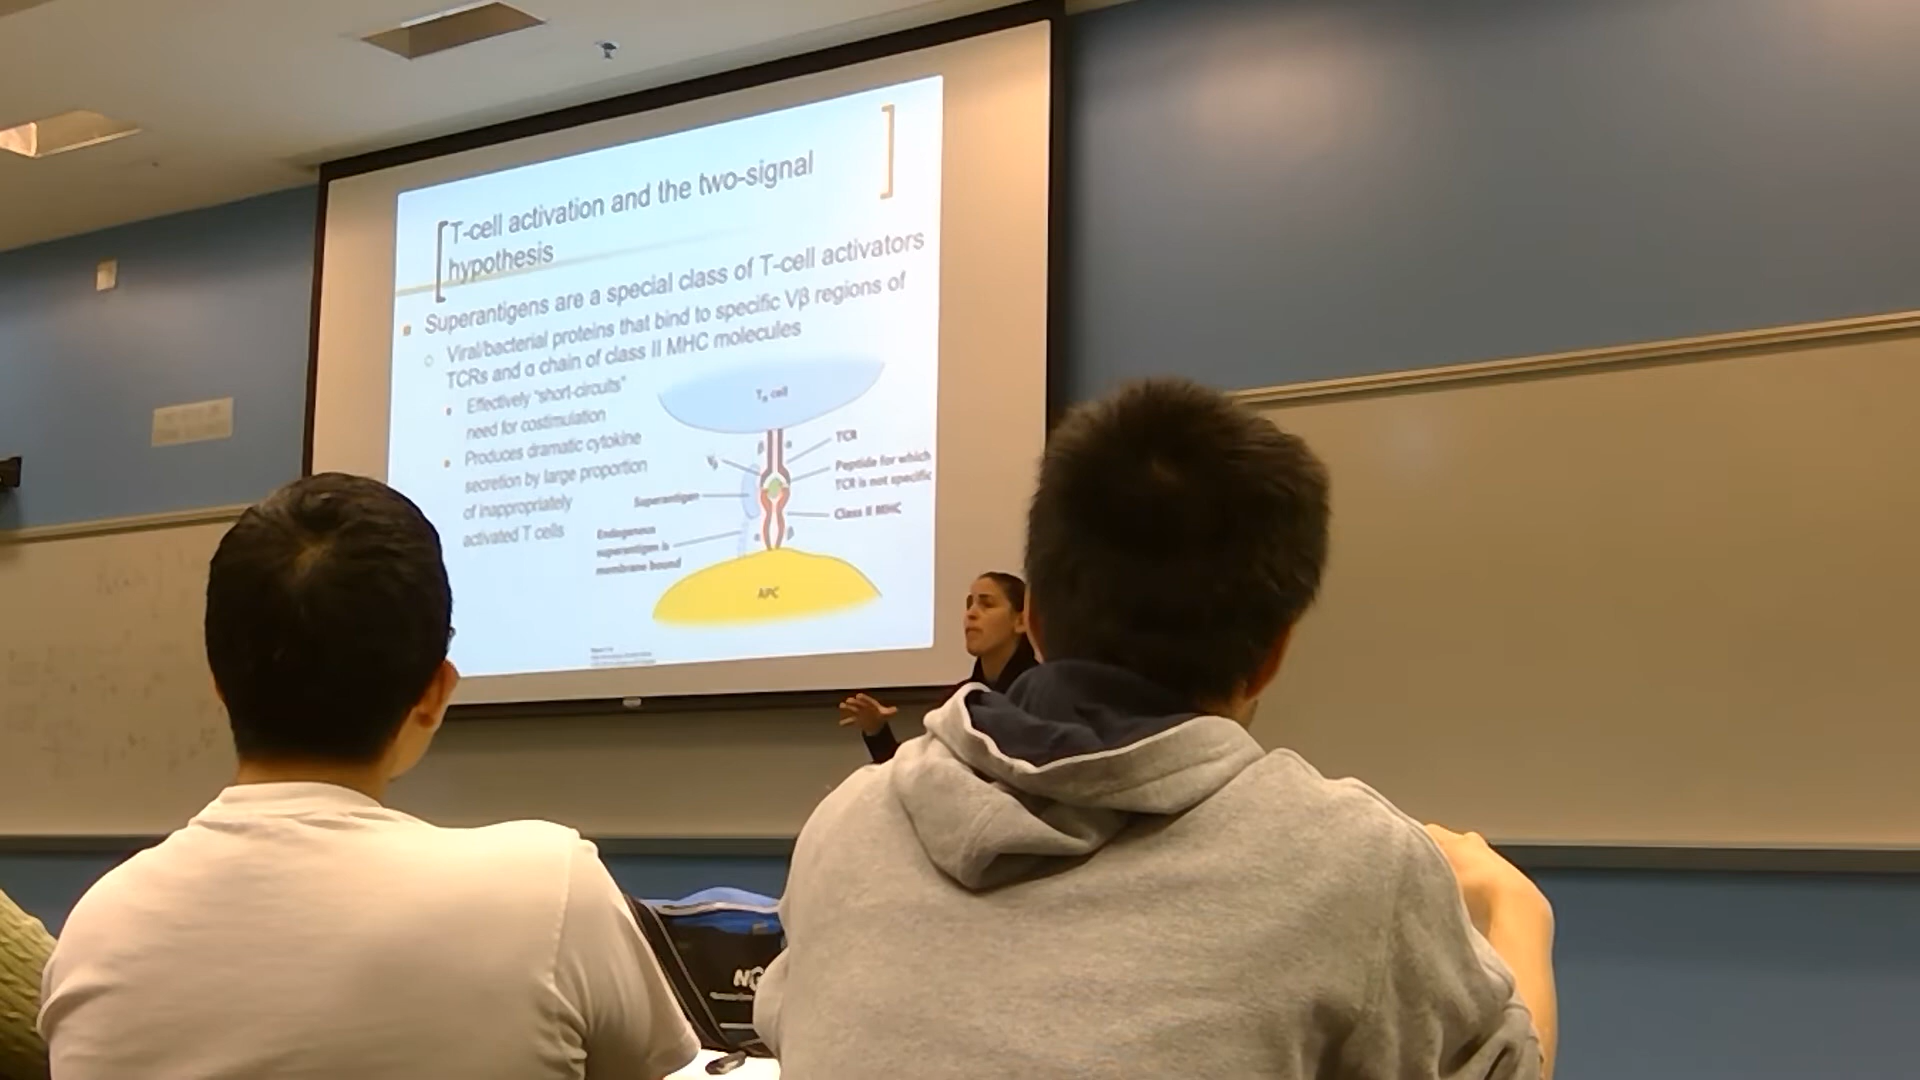 T-cell activation and the two-signal
hypothesis
Superantigens are a special class of T-cell activators
Viral/bacterial proteins that bind to specific Vβ regions of
TCRs and α chain of class II MHC molecules
Effectively "short-circuits"
need for costimulation
Produces dramatic cytokine
secretion by large proportion
of inappropriately
activated T cells
TH cell
β
α
TCR
Vβ
Peptide for which
TCR is not specific
Superantigen
Class II MHC
Endogenous
superantigen is
membrane bound
α
β
APC